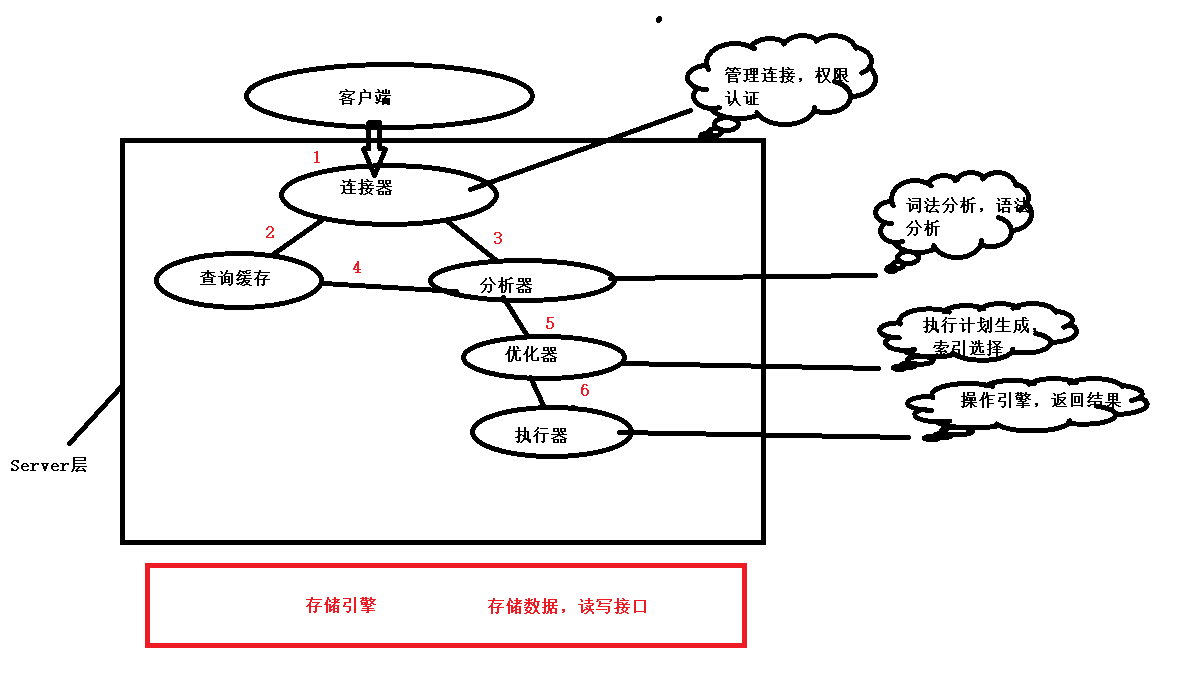 管理连接，权限
认证
客户端
1
连接器
词法分析，语法
分析
2
3
4
查询缓存
分析器
5
执行计划生成，
索引选择
优化器
6
操作引擎，返回结果
执行器
Server层
存储引擎
存储数据，读写接口